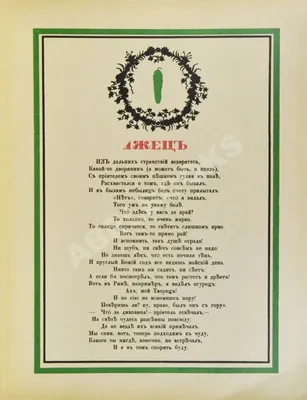 ЛЖЕЦЪ
ИЗЪ дальнихъ странствій возвратясь,
Какой-то дворянинъ (а можетъ быть, и князь),
Съ пріятелемъ своимъ пѣшкомъ гуляя въ полѣ,
Расхвастался о томъ, гдѣ онъ бывалъ,
И къ былямъ небылицъ безъ счету прилыгалъ.
"Нѣтъ", говоритъ: "что я видалъ,
Того ужъ не увижу болѣ.
Что здѣсь у васъ за край?
То холодно, то очень жарко,
То солнце спрячется, то свѣтитъ слишкомъ ярко.
Вотъ тамъ-то прямо рай!
И вспомнишь, такъ душѣ отрада!
Ни шубъ, ни свѣчъ совсѣмъ не надо:
Не знаешь вѣкъ, что есть ночная тѣнь,
И круглый Божій годъ все видишь майскій день.
Никто тамъ ни садитъ, ни сѣетъ:
А если бъ посмотрѣлъ, что тамъ растетъ и зрѣетъ!
Вотъ въ Римѣ, напримѣръ, я видѣлъ огурецъ:
Ахъ, мой Творецъ!
И по сію не вспомнюсь пору!
Повѣришь ли? ну, право, былъ онъ съ гору".
— Что за диковина!—пріятель отвѣчалъ,—
На свѣтѣ чудеса разсѣяны повсюду;
Да не вездѣ ихъ всякій примѣчалъ.
Мы сами, вотъ, теперь подходимъ къ чуду,
Какого ты нигдѣ, конечно, не встрѣчалъ,
И я въ томъ спорить буду.